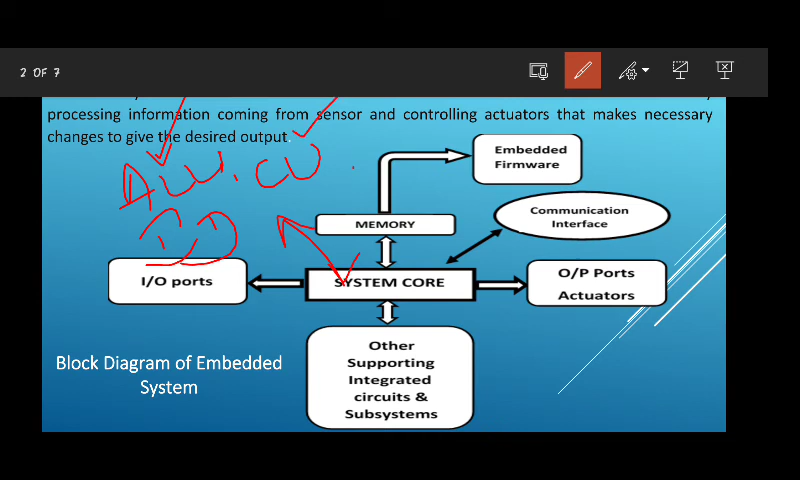 2 OF 7
processing information coming from sensor and controlling actuators that makes necessary
changes to give the desired output.
Embedded
Firmware
MEMORY
Communication
Interface
I/O ports
SYSTEM CORE
O/P Ports
Actuators
Other
Supporting
Integrated
circuits &
Subsystems
Block Diagram of Embedded
System